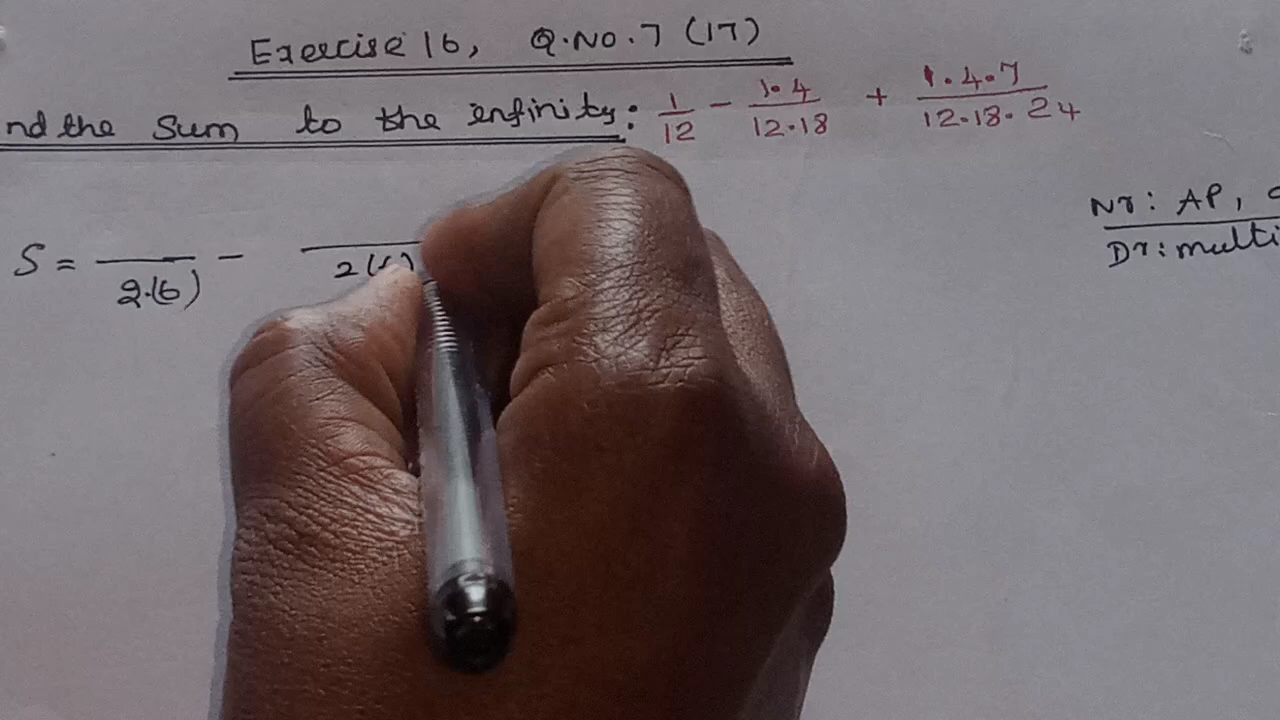 Exercise 16, Q.NO.7 (17)
nd the Sum to the infinity: 1/12 - 1.4/12.18 + 1.4.7/12.18.24
Nr: AP,
Dr: multi
S = /2.(6) - /2(